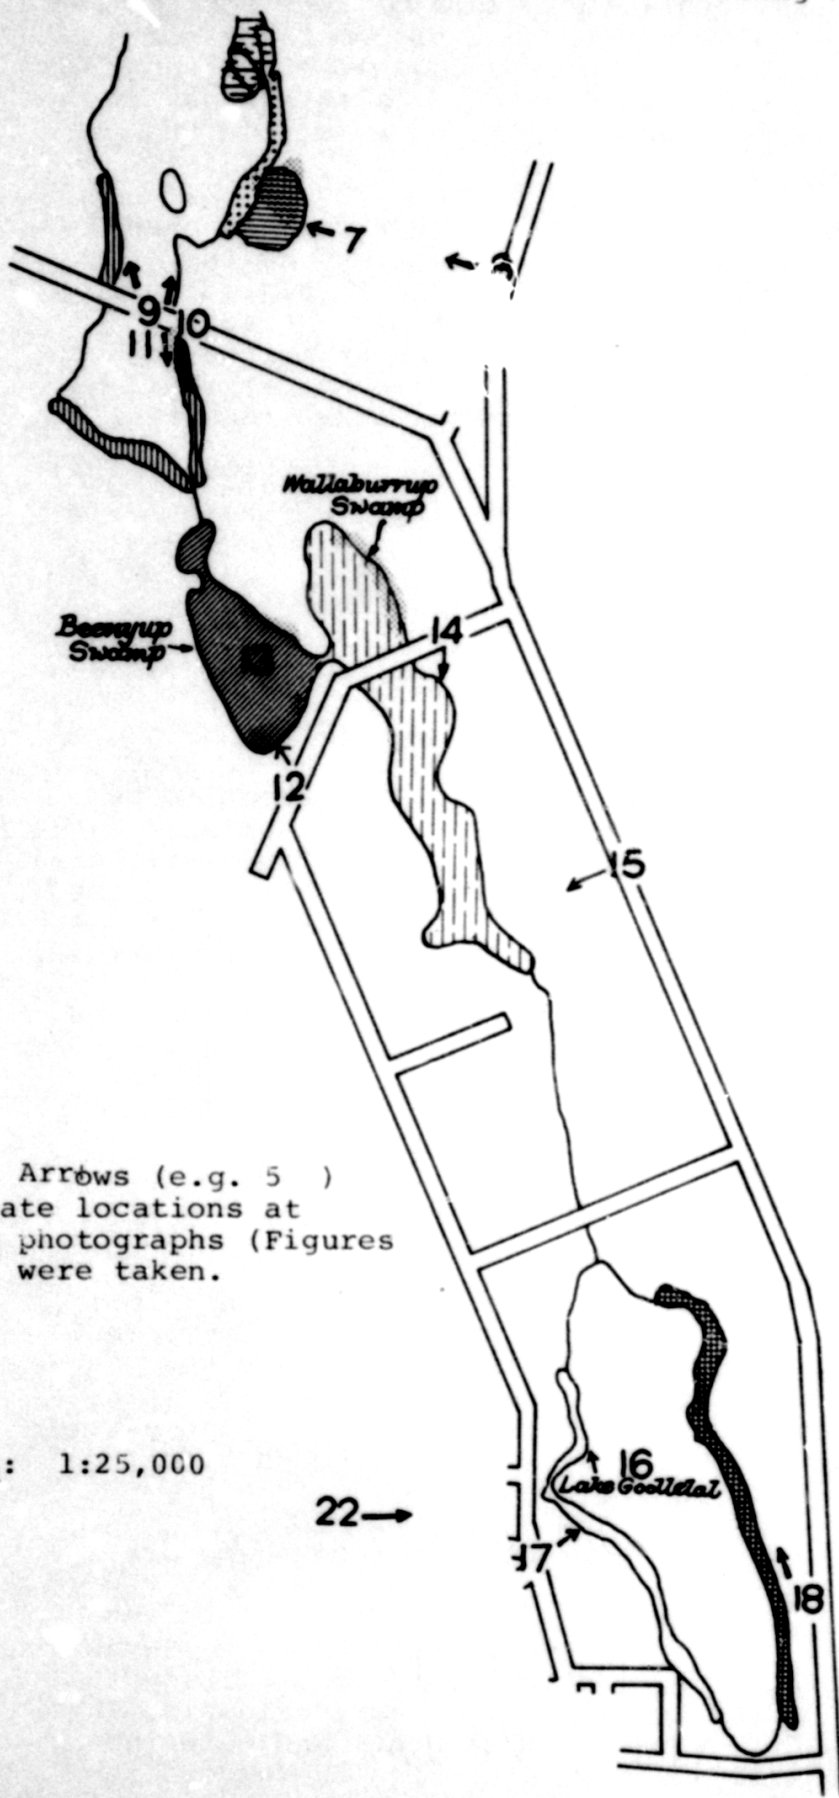 7
9
10
11
Wallaburrup
Swamp
14
Beenyup
Swamp
12
15
Arrows (e.g. 5 )
ate locations at
photographs (Figures
were taken.
: 1:25,000
16
Lake Goollelal
22
17
18